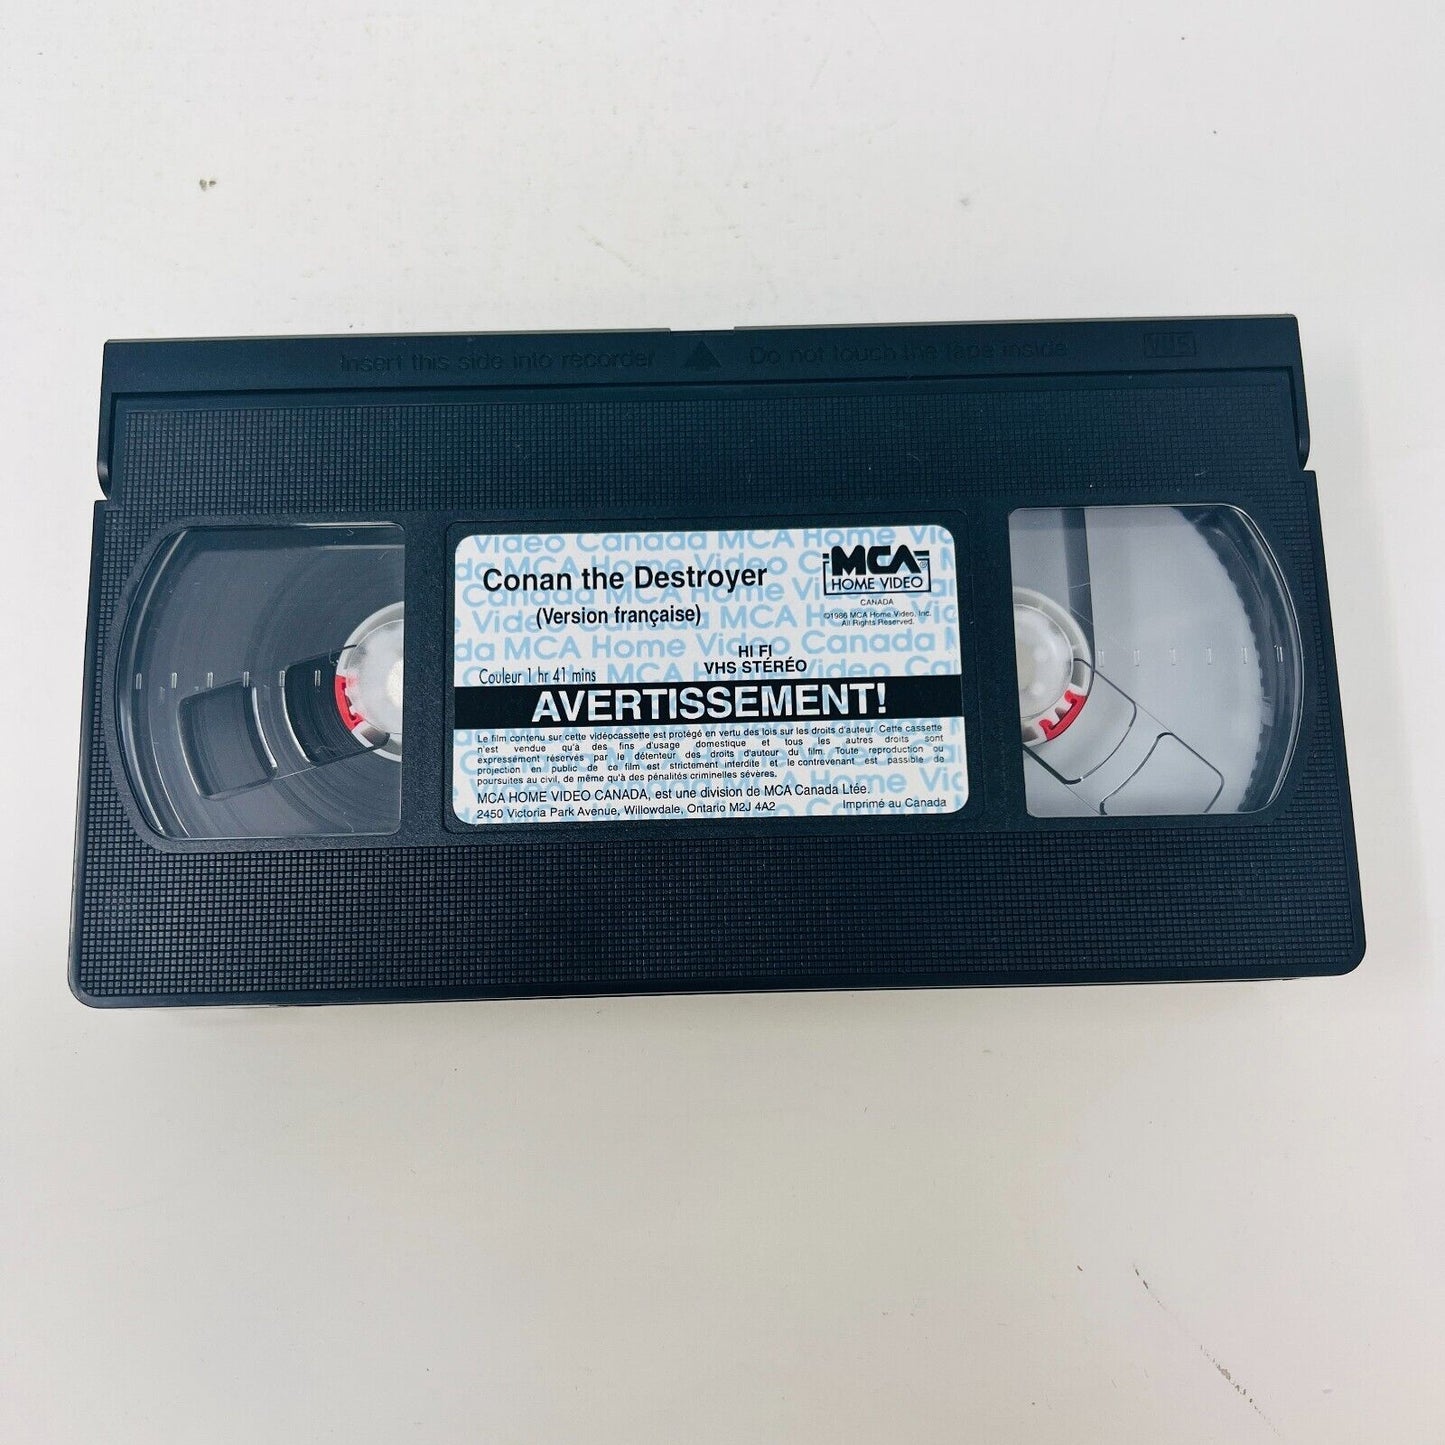 Insert this side into recorder ▲ Do not touch the tape inside VHS
Conan the Destroyer
(Version française)
MCA
HOME VIDEO
CANADA
©1986 MCA Home Video, Inc.
All Rights Reserved.
HI FI
VHS STÉRÉO
Couleur 1 hr 41 mins
AVERTISSEMENT!
Le film contenu sur cette vidéocassette est protégé en vertu des lois sur les droits d'auteur. Cette cassette
n'est vendue qu'à des fins d'usage domestique et tous les autres droits sont
expressément réservés par le détenteur des droits d'auteur du film. Toute reproduction ou
projection en public de ce film est strictement interdite et le contrevenant est passible de
poursuites au civil, de même qu'à des pénalités criminelles sévères.
MCA HOME VIDEO CANADA, est une division de MCA Canada Ltée.
2450 Victoria Park Avenue, Willowdale, Ontario M2J 4A2 Imprimé au Canada